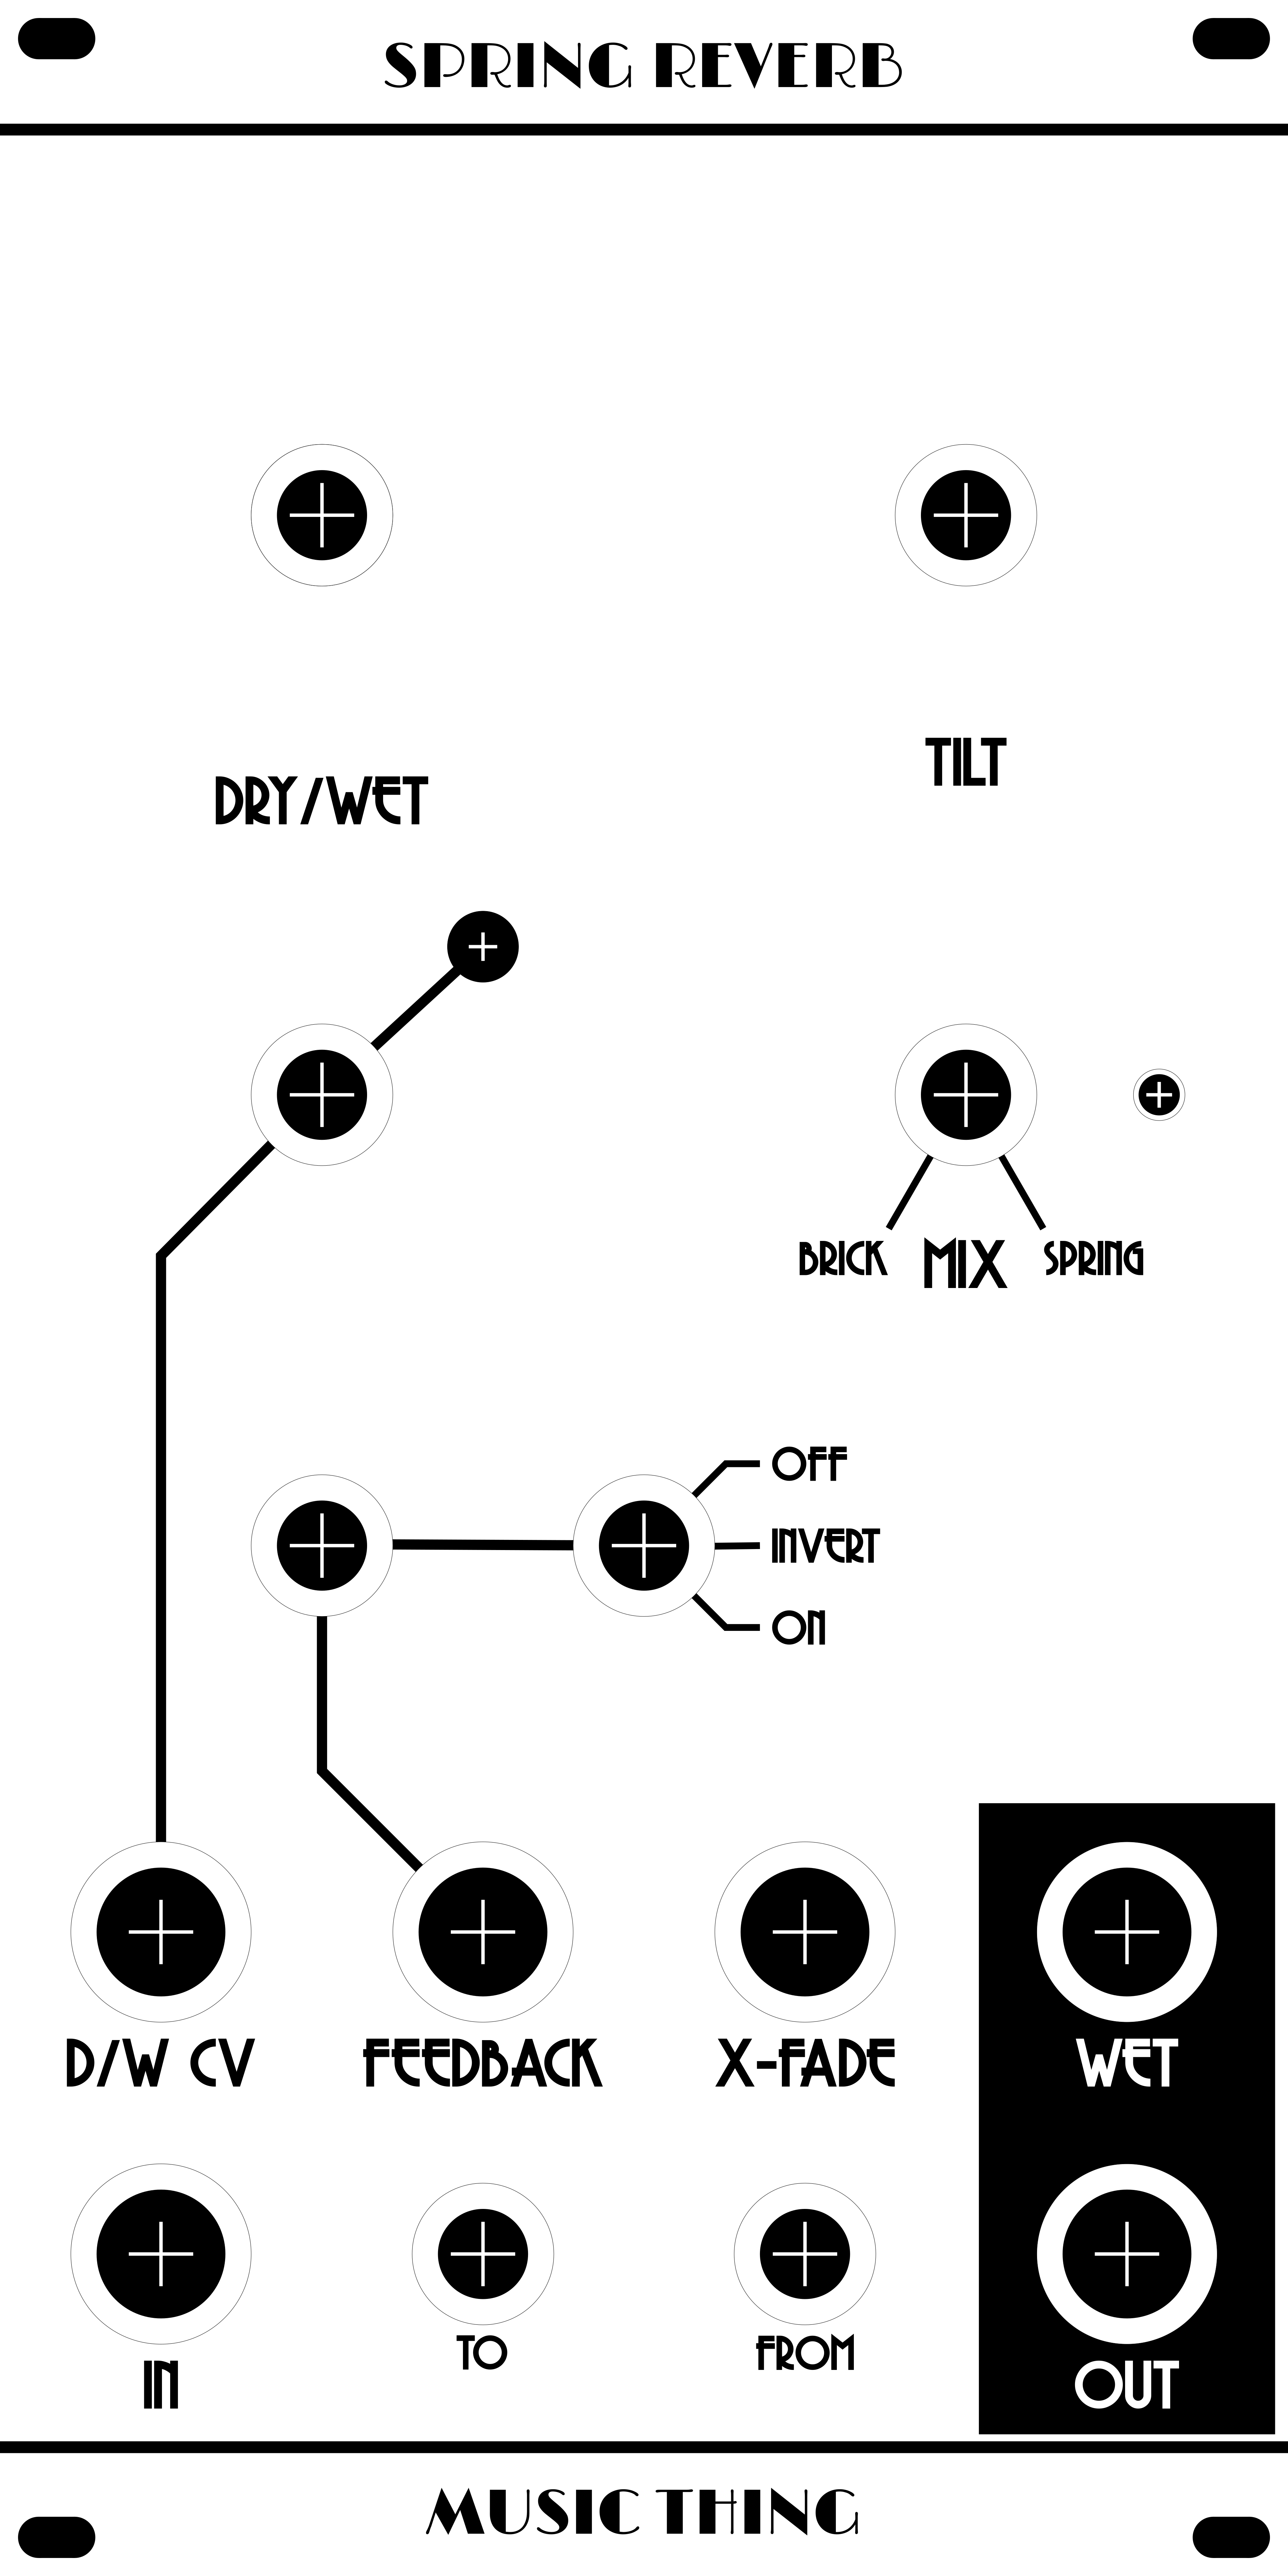 SPRING REVERB
TILT
DRY/WET
BRICK MIX SPRING
OFF
INVERT
ON
D/W CV FEEDBACK X-FADE WET
TO FROM
IN OUT
MUSIC THING